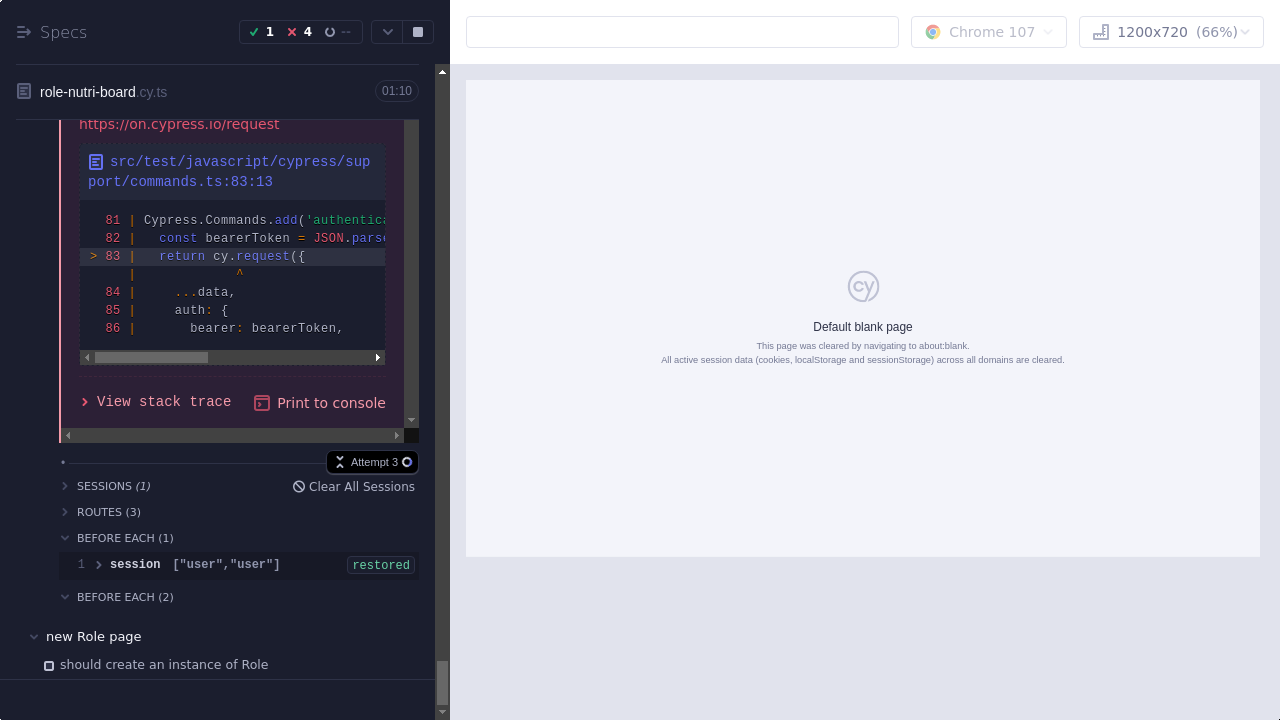 Specs
1
4
--
Chrome 107
1200x720 (66%)
role-nutri-board.cy.ts
01:10
https://on.cypress.io/request
src/test/javascript/cypress/sup
port/commands.ts:83:13
81 | Cypress.Commands.add('authentica
82 | const bearerToken = JSON.parse
> 83 | return cy.request({
| ^
84 | ...data,
85 | auth: {
86 | bearer: bearerToken,
View stack trace
Print to console
Attempt 3
SESSIONS (1)
Clear All Sessions
ROUTES (3)
BEFORE EACH (1)
1 session ["user","user"] restored
BEFORE EACH (2)
new Role page
should create an instance of Role
cy
Default blank page
This page was cleared by navigating to about:blank.
All active session data (cookies, localStorage and sessionStorage) across all domains are cleared.